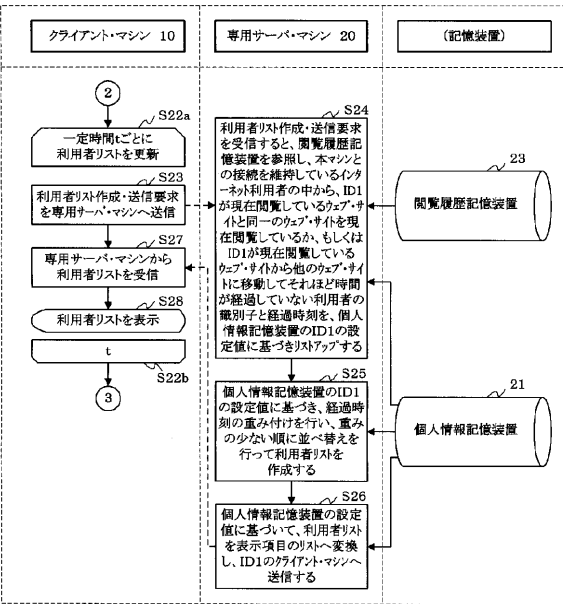 クライアント・マシン 10
専用サーバ・マシン 20
(記憶装置)
2
S22a
一定時間tごとに
利用者リストを更新
S23
利用者リスト作成・送信要求
を専用サーバ・マシンへ送信
S27
専用サーバ・マシンから
利用者リストを受信
S28
利用者リストを表示
t
S22b
3
S24
利用者リスト作成・送信要求
を受信すると、閲覧履歴記
憶装置を参照し、本マシン
との接続を維持しているインタ
ーネット利用者の中から、ID1
が現在閲覧しているウェブ・サ
イトと同一のウェブ・サイトを現
在閲覧しているか、もしくは
ID1が現在閲覧している
ウェブ・サイトから他のウェブ・サイ
トに移動してそれほど時間
が経過していない利用者の
識別子と経過時刻を、個人
情報記憶装置のID1の設
定値に基づきリストアップする
S25
個人情報記憶装置のID1
の設定値に基づき、経過時
刻の重み付けを行い、重み
の少ない順に並べ替えを
行って利用者リストを
作成する
S26
個人情報記憶装置の設定
値に基づいて、利用者リスト
を表示項目のリストへ変換
し、ID1のクライアント・マシンへ
送信する
23
閲覧履歴記憶装置
21
個人情報記憶装置